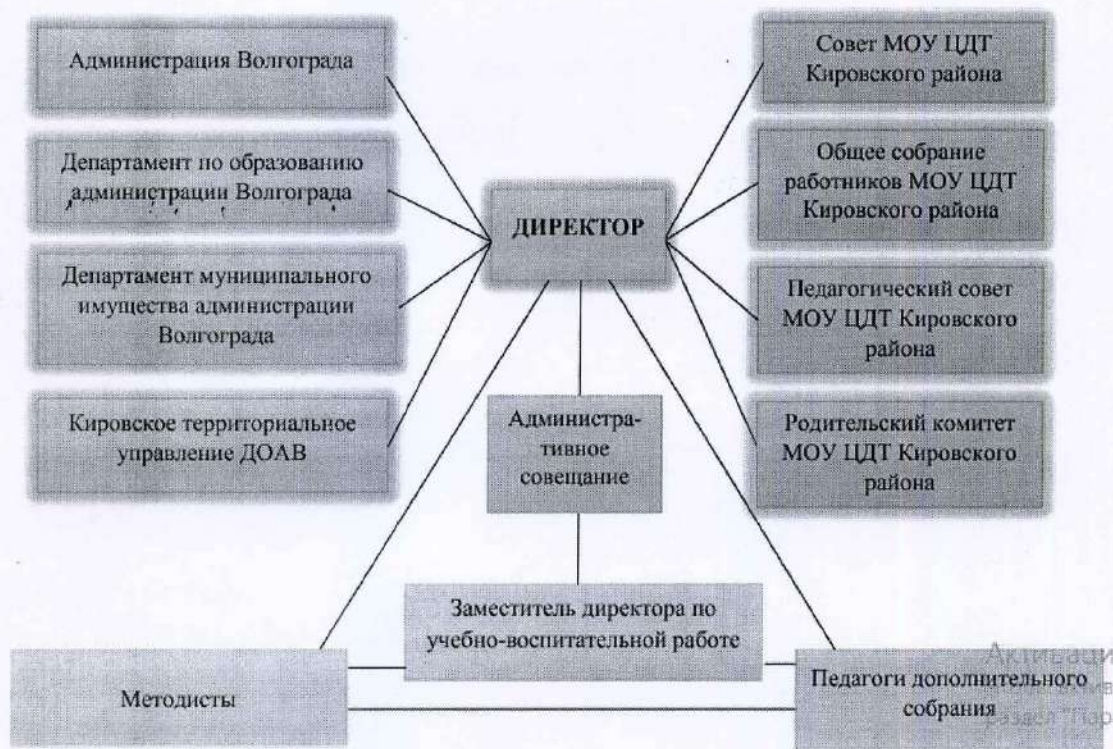 Администрация Волгограда
Департамент по образованию
администрации Волгограда
Департамент муниципального
имущества администрации
Волгограда
Кировское территориальное
управление ДОАВ
ДИРЕКТОР
Совет МОУ ЦДТ
Кировского района
Общее собрание
работников МОУ ЦДТ
Кировского района
Педагогический совет
МОУ ЦДТ Кировского
района
Родительский комитет
МОУ ЦДТ Кировского
района
Административное
совещание
Заместитель директора по
учебно-воспитательной работе
Методисты
Педагоги дополнительного
собрания